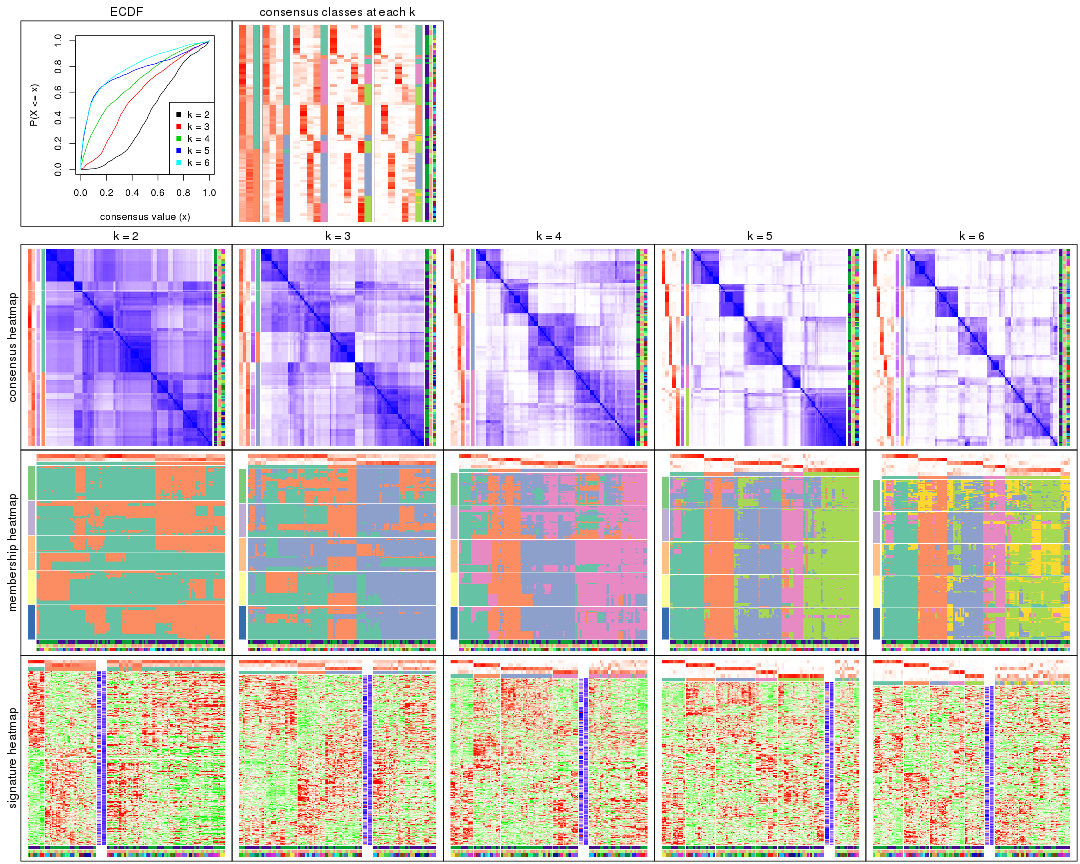 ECDF
consensus classes at each k
P(X <= x)
1.0
0.8
0.6
0.4
0.2
0.0
k = 2
k = 3
k = 4
k = 5
k = 6
0.0 0.2 0.4 0.6 0.8 1.0
consensus value (x)
k = 2
k = 3
k = 4
k = 5
k = 6
consensus heatmap
membership heatmap
signature heatmap